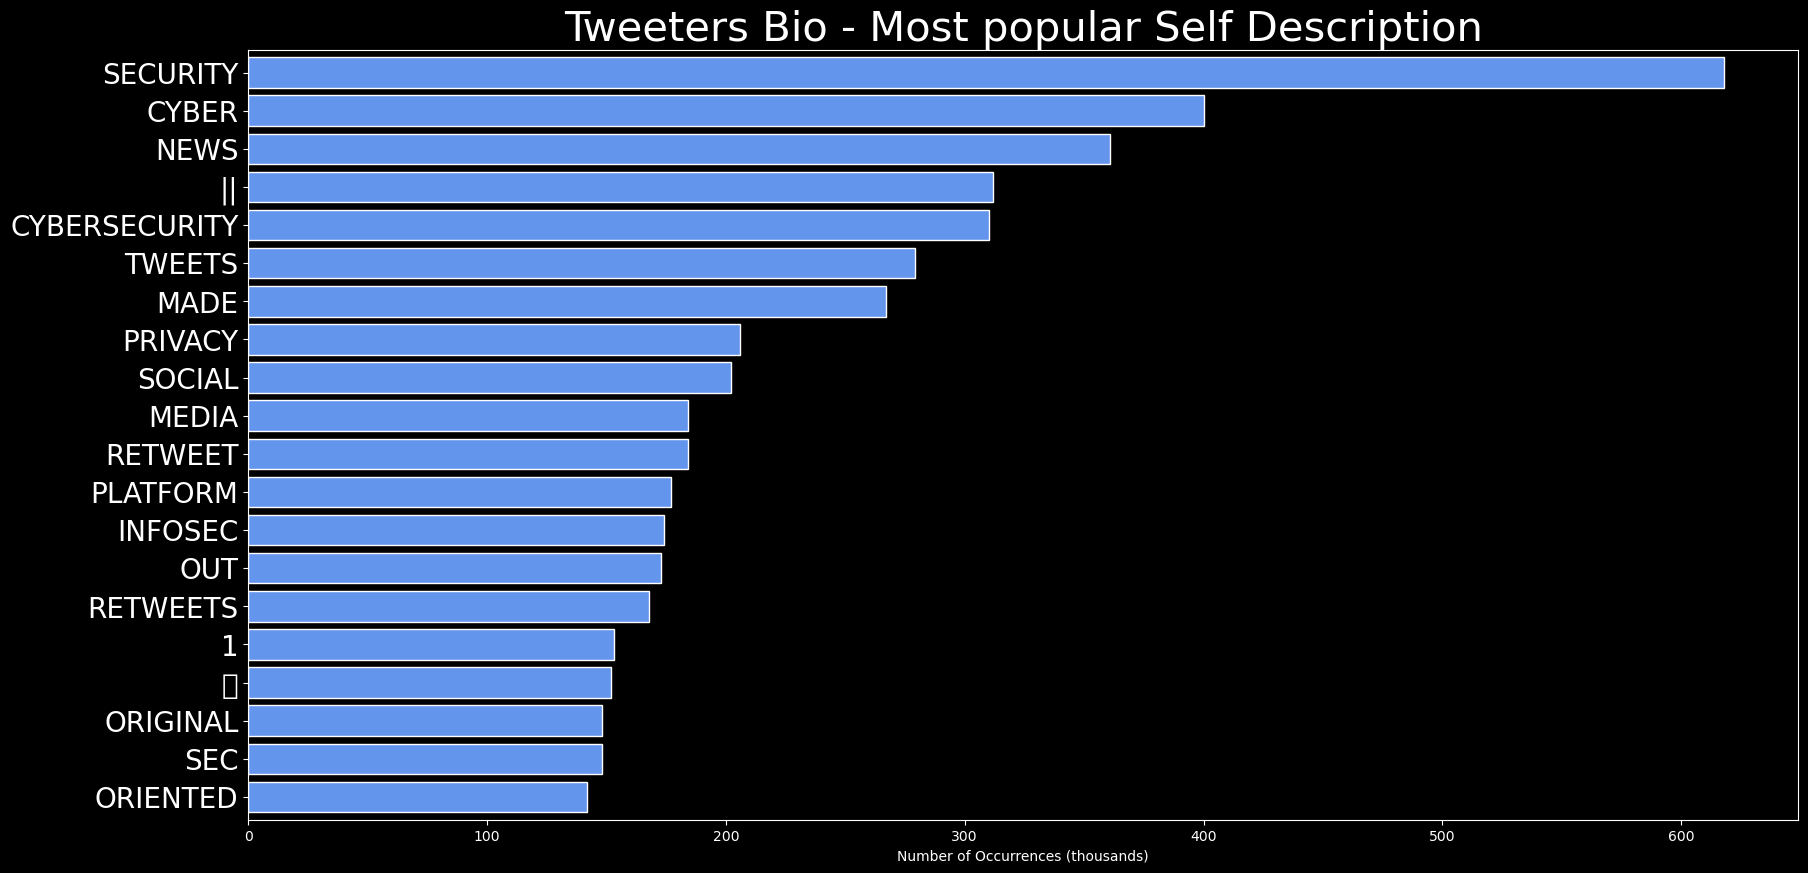 Tweeters Bio - Most popular Self Description
SECURITY
CYBER
NEWS
||
CYBERSECURITY
TWEETS
MADE
PRIVACY
SOCIAL
MEDIA
RETWEET
PLATFORM
INFOSEC
OUT
RETWEETS
1
▯
ORIGINAL
SEC
ORIENTED
0 100 200 300 400 500 600
Number of Occurrences (thousands)